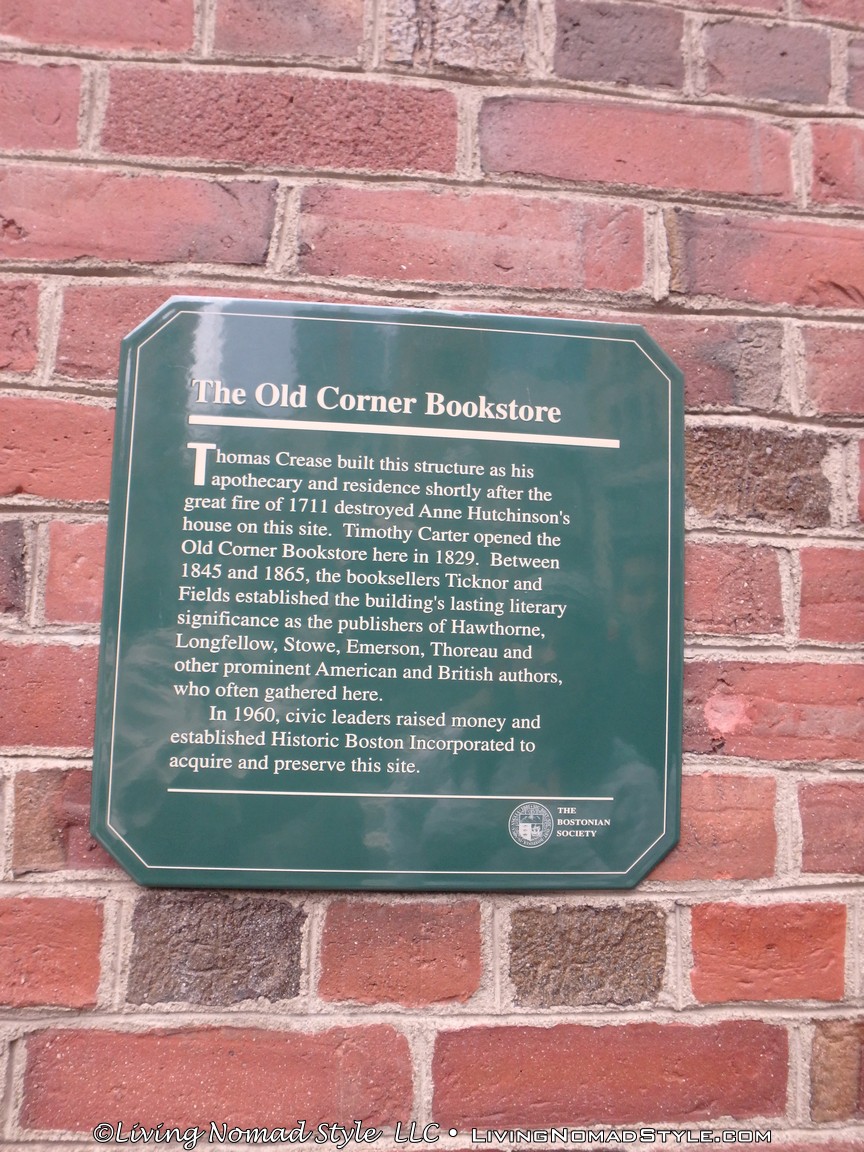 The Old Corner Bookstore
Thomas Crease built this structure as his
apothecary and residence shortly after the
great fire of 1711 destroyed Anne Hutchinson's
house on this site. Timothy Carter opened the
Old Corner Bookstore here in 1829. Between
1845 and 1865, the booksellers Ticknor and
Fields established the building's lasting literary
significance as the publishers of Hawthorne,
Longfellow, Stowe, Emerson, Thoreau and
other prominent American and British authors,
who often gathered here.
In 1960, civic leaders raised money and
established Historic Boston Incorporated to
acquire and preserve this site.
THE
BOSTONIAN
SOCIETY
©Living Nomad Style LLC • LivingNomadStyle.com